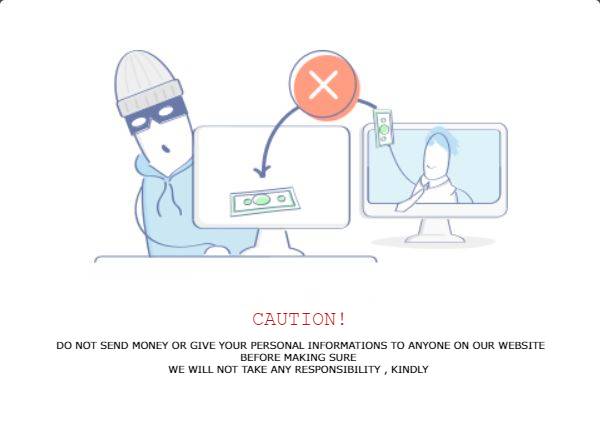 CAUTION!
DO NOT SEND MONEY OR GIVE YOUR PERSONAL INFORMATIONS TO ANYONE ON OUR WEBSITE
BEFORE MAKING SURE
WE WILL NOT TAKE ANY RESPONSIBILITY , KINDLY